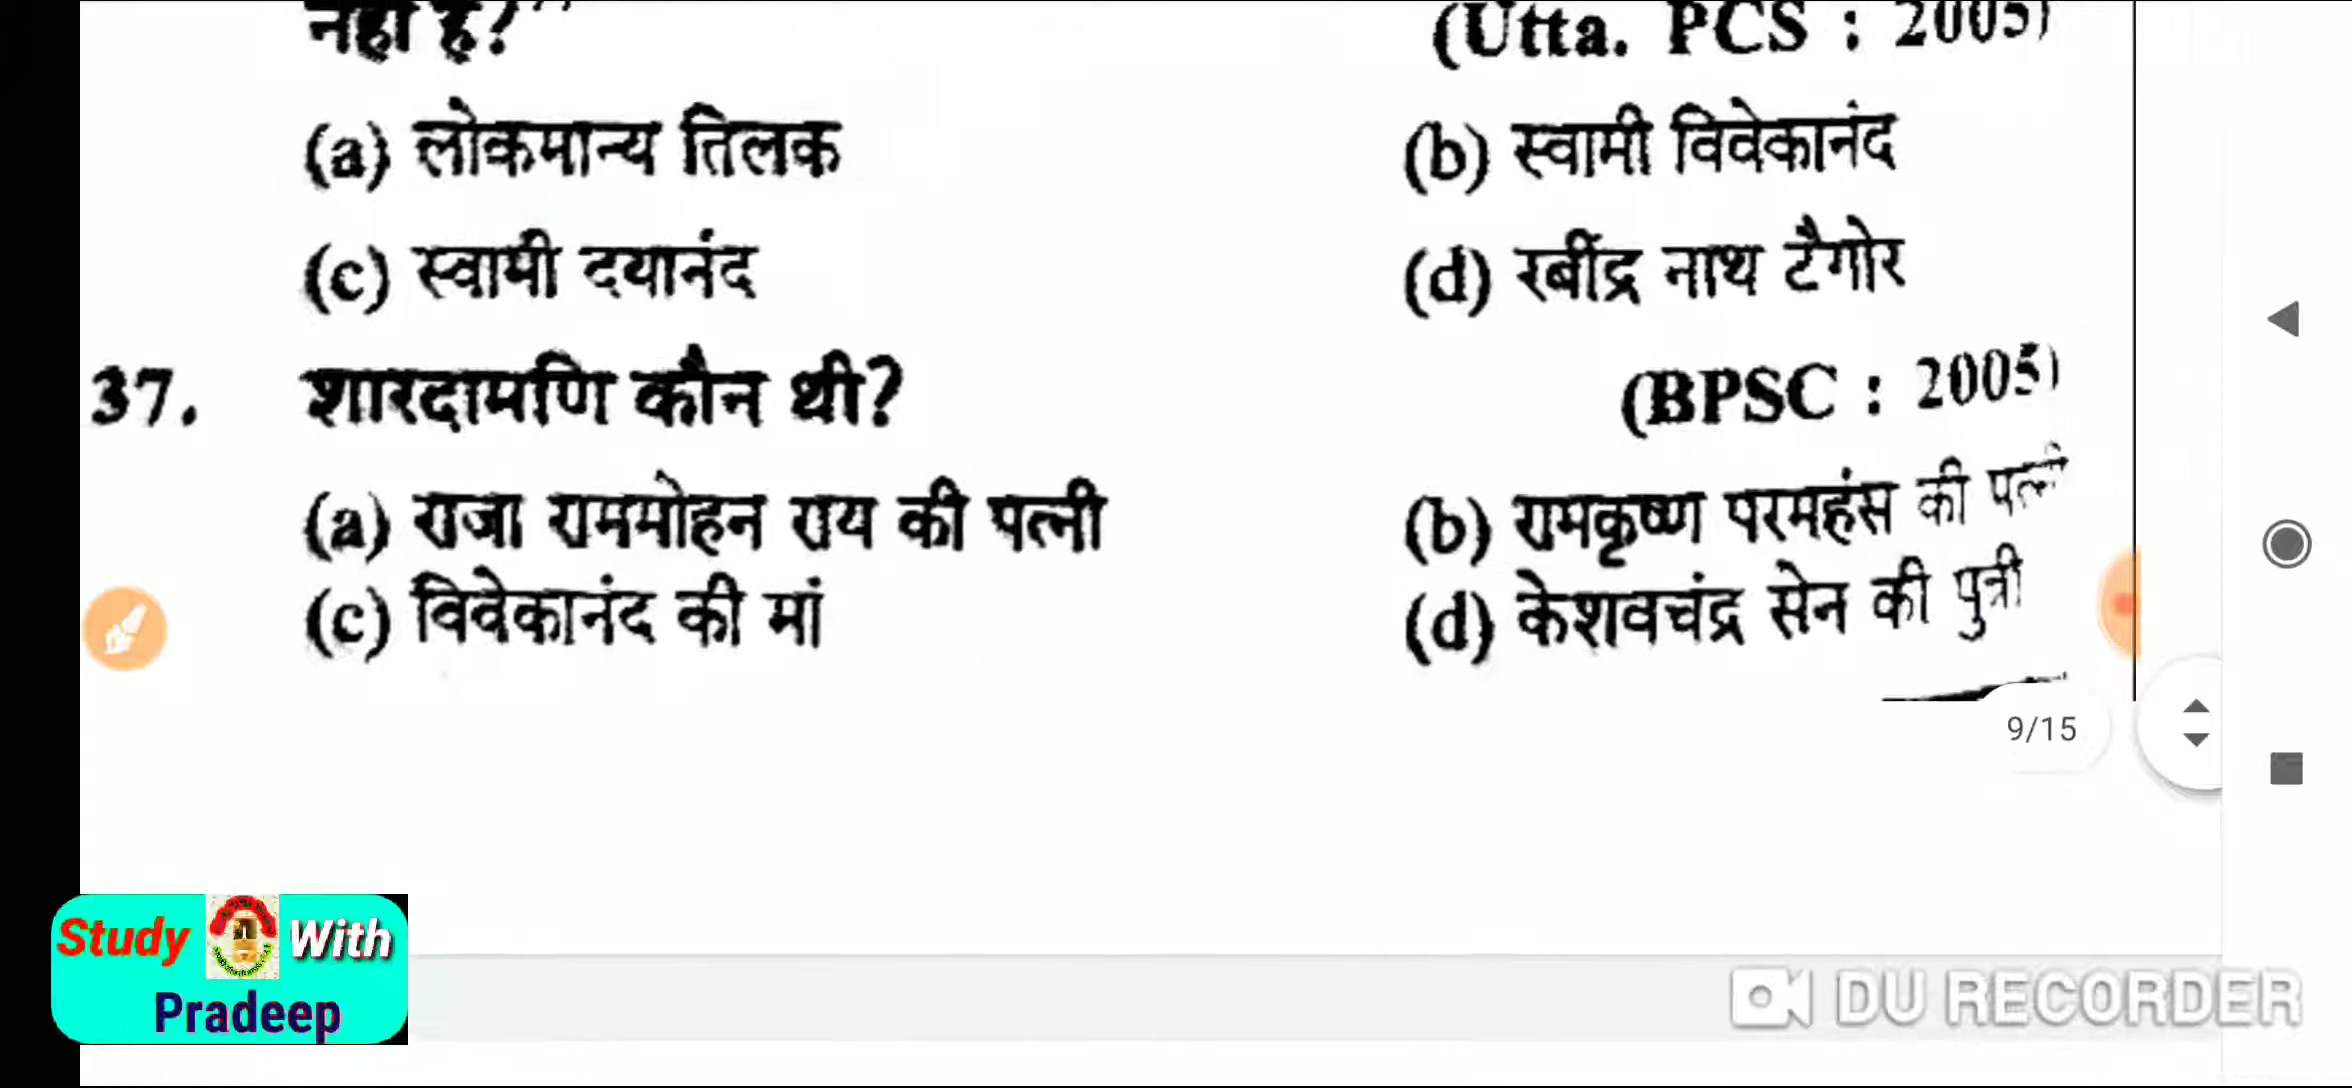 नहीं है?" (Utta. PCS : 2005)
(a) लोकमान्य तिलक (b) स्वामी विवेकानंद
(c) स्वामी दयानंद (d) रबींद्र नाथ टैगोर
37. शारदामणि कौन थी? (BPSC : 2005)
(a) राजा राममोहन राय की पत्नी (b) रामकृष्ण परमहंस की पत्नी
(c) विवेकानंद की मां (d) केशवचंद्र सेन की पुत्री
9/15
Study With
Pradeep
DU RECORDER